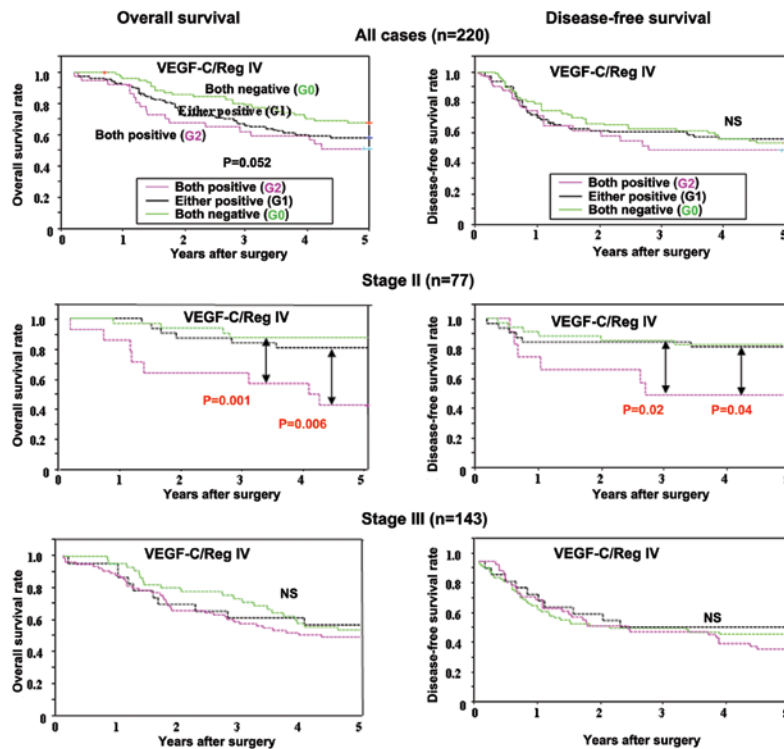 Overall survival
Disease-free survival
All cases (n=220)
Overall survival rate
1.0
0.8
0.6
0.4
0.2
0
VEGF-C/Reg IV
Both negative (G0)
Either positive (G1)
Both positive (G2)
P=0.052
Both positive (G2)
Either positive (G1)
Both negative (G0)
0 1 2 3 4 5
Years after surgery
Disease-free survival rate
1.0
0.8
0.6
0.4
0.2
0
VEGF-C/Reg IV
NS
Both positive (G2)
Either positive (G1)
Both negative (G0)
0 1 2 3 4 5
Years after surgery
Stage II (n=77)
Overall survival rate
1.0
0.8
0.6
0.4
0.2
0
VEGF-C/Reg IV
P=0.001
P=0.006
0 1 2 3 4 5
Years after surgery
Disease-free survival rate
1.0
0.8
0.6
0.4
0.2
0
VEGF-C/Reg IV
P=0.02
P=0.04
0 1 2 3 4 5
Years after surgery
Stage III (n=143)
Overall survival rate
1.0
0.8
0.6
0.4
0.2
0
VEGF-C/Reg IV
NS
0 1 2 3 4 5
Years after surgery
Disease-free survival rate
1.0
0.8
0.6
0.4
0.2
0
VEGF-C/Reg IV
NS
0 1 2 3 4 5
Years after surgery